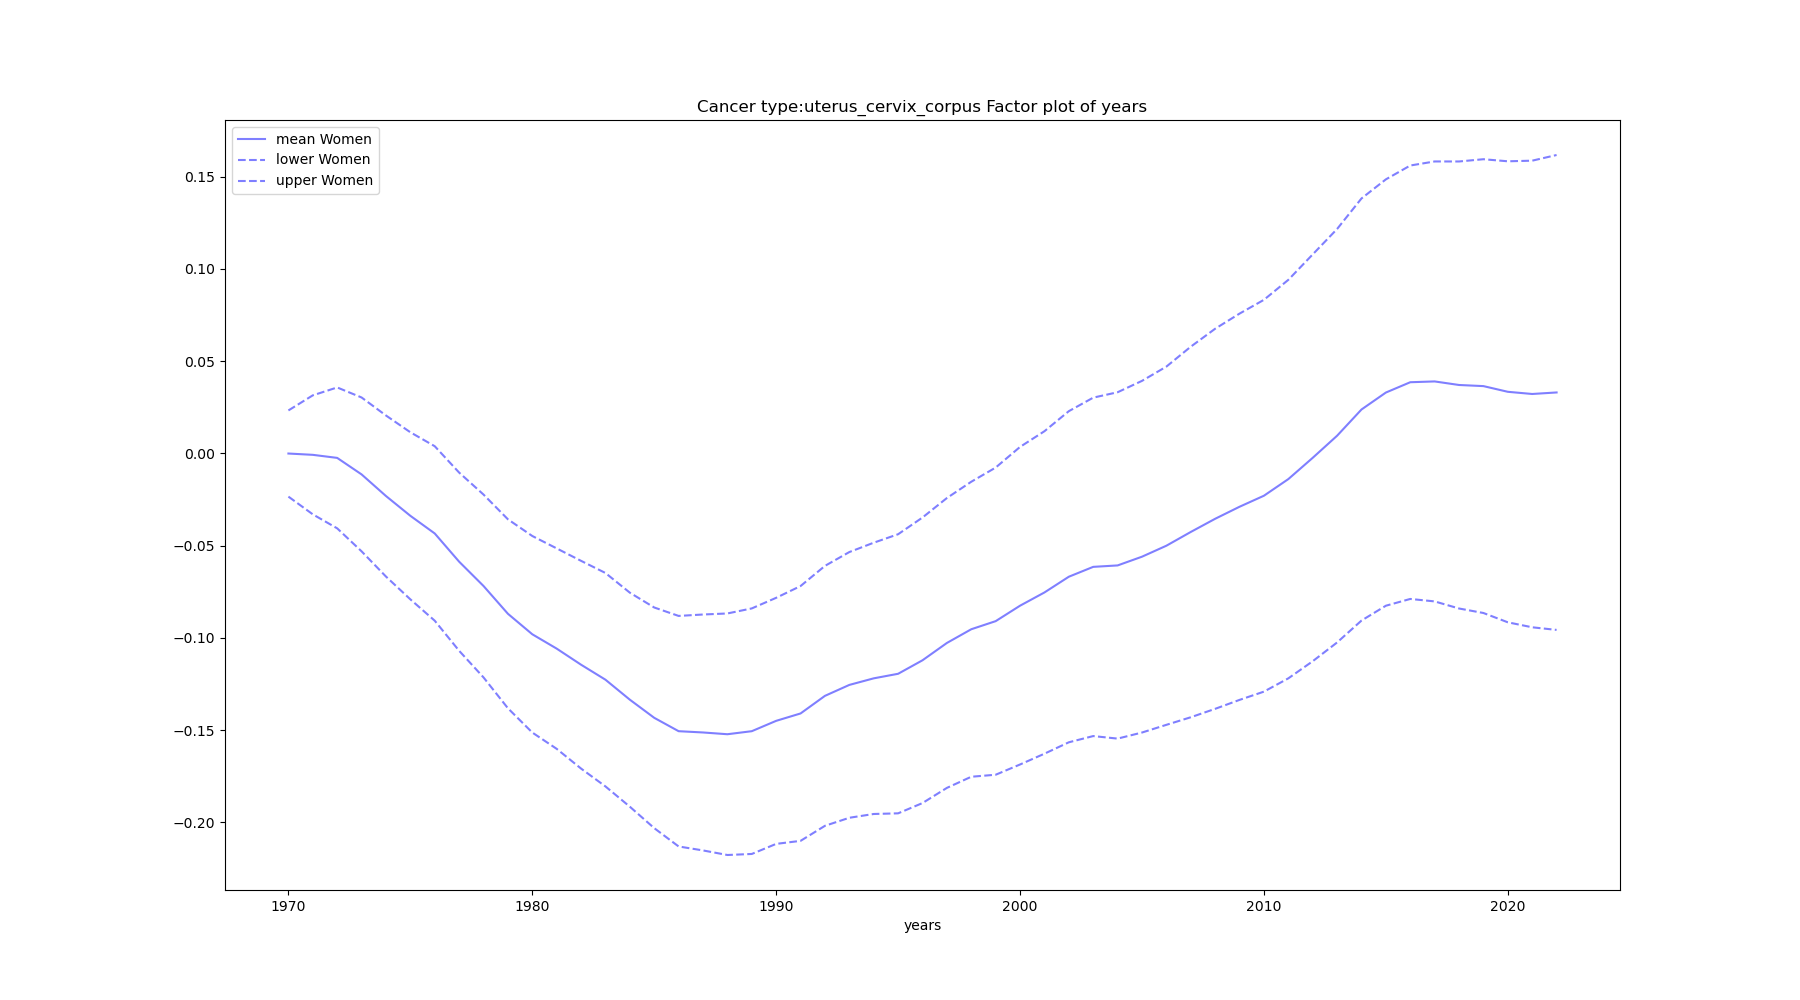 Cancer type:uterus_cervix_corpus Factor plot of years
mean Women
lower Women
upper Women
0.15
0.10
0.05
0.00
−0.05
−0.10
−0.15
−0.20
1970 1980 1990 2000 2010 2020
years